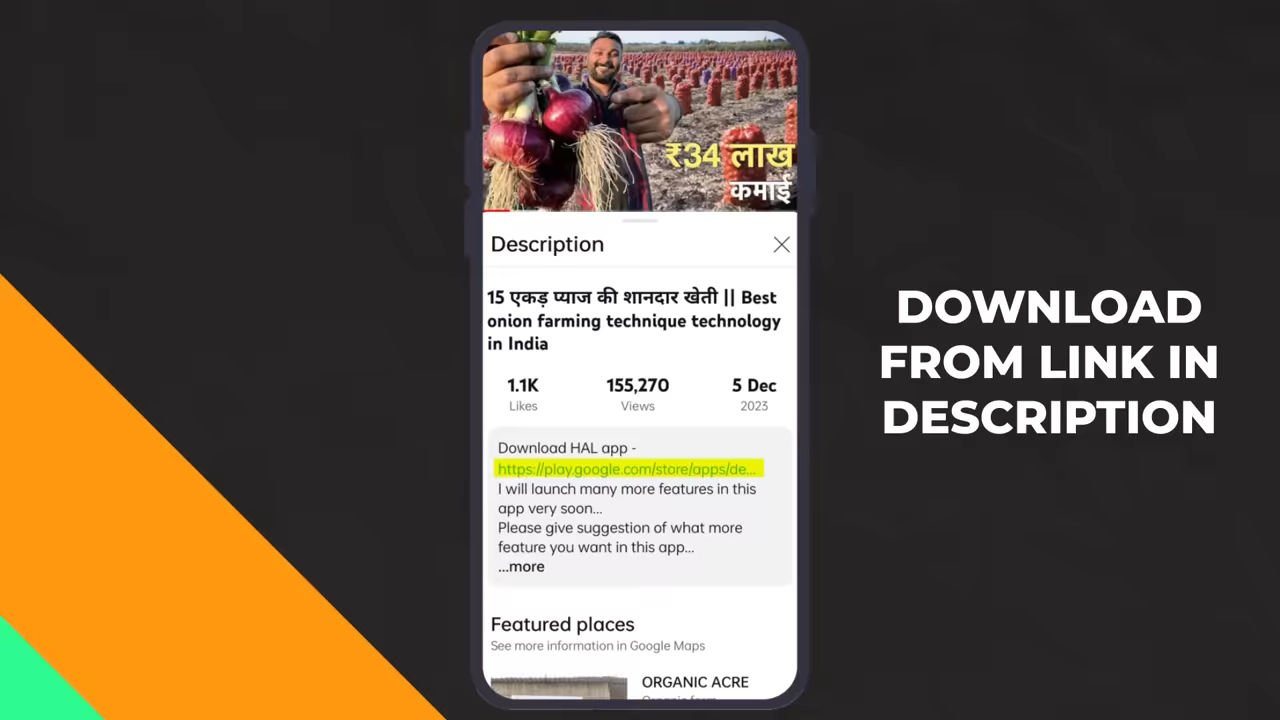 ₹34 लाख
कमाई
Description
15 एकड़ प्याज की शानदार खेती || Best
onion farming technique technology
in India
1.1K
Likes
155,270
Views
5 Dec
2023
Download HAL app -
https://play.google.com/store/apps/de...
I will launch many more features in this
app very soon...
Please give suggestion of what more
feature you want in this app...
...more
Featured places
See more information in Google Maps
ORGANIC ACRE
Organic farm
DOWNLOAD
FROM LINK IN
DESCRIPTION